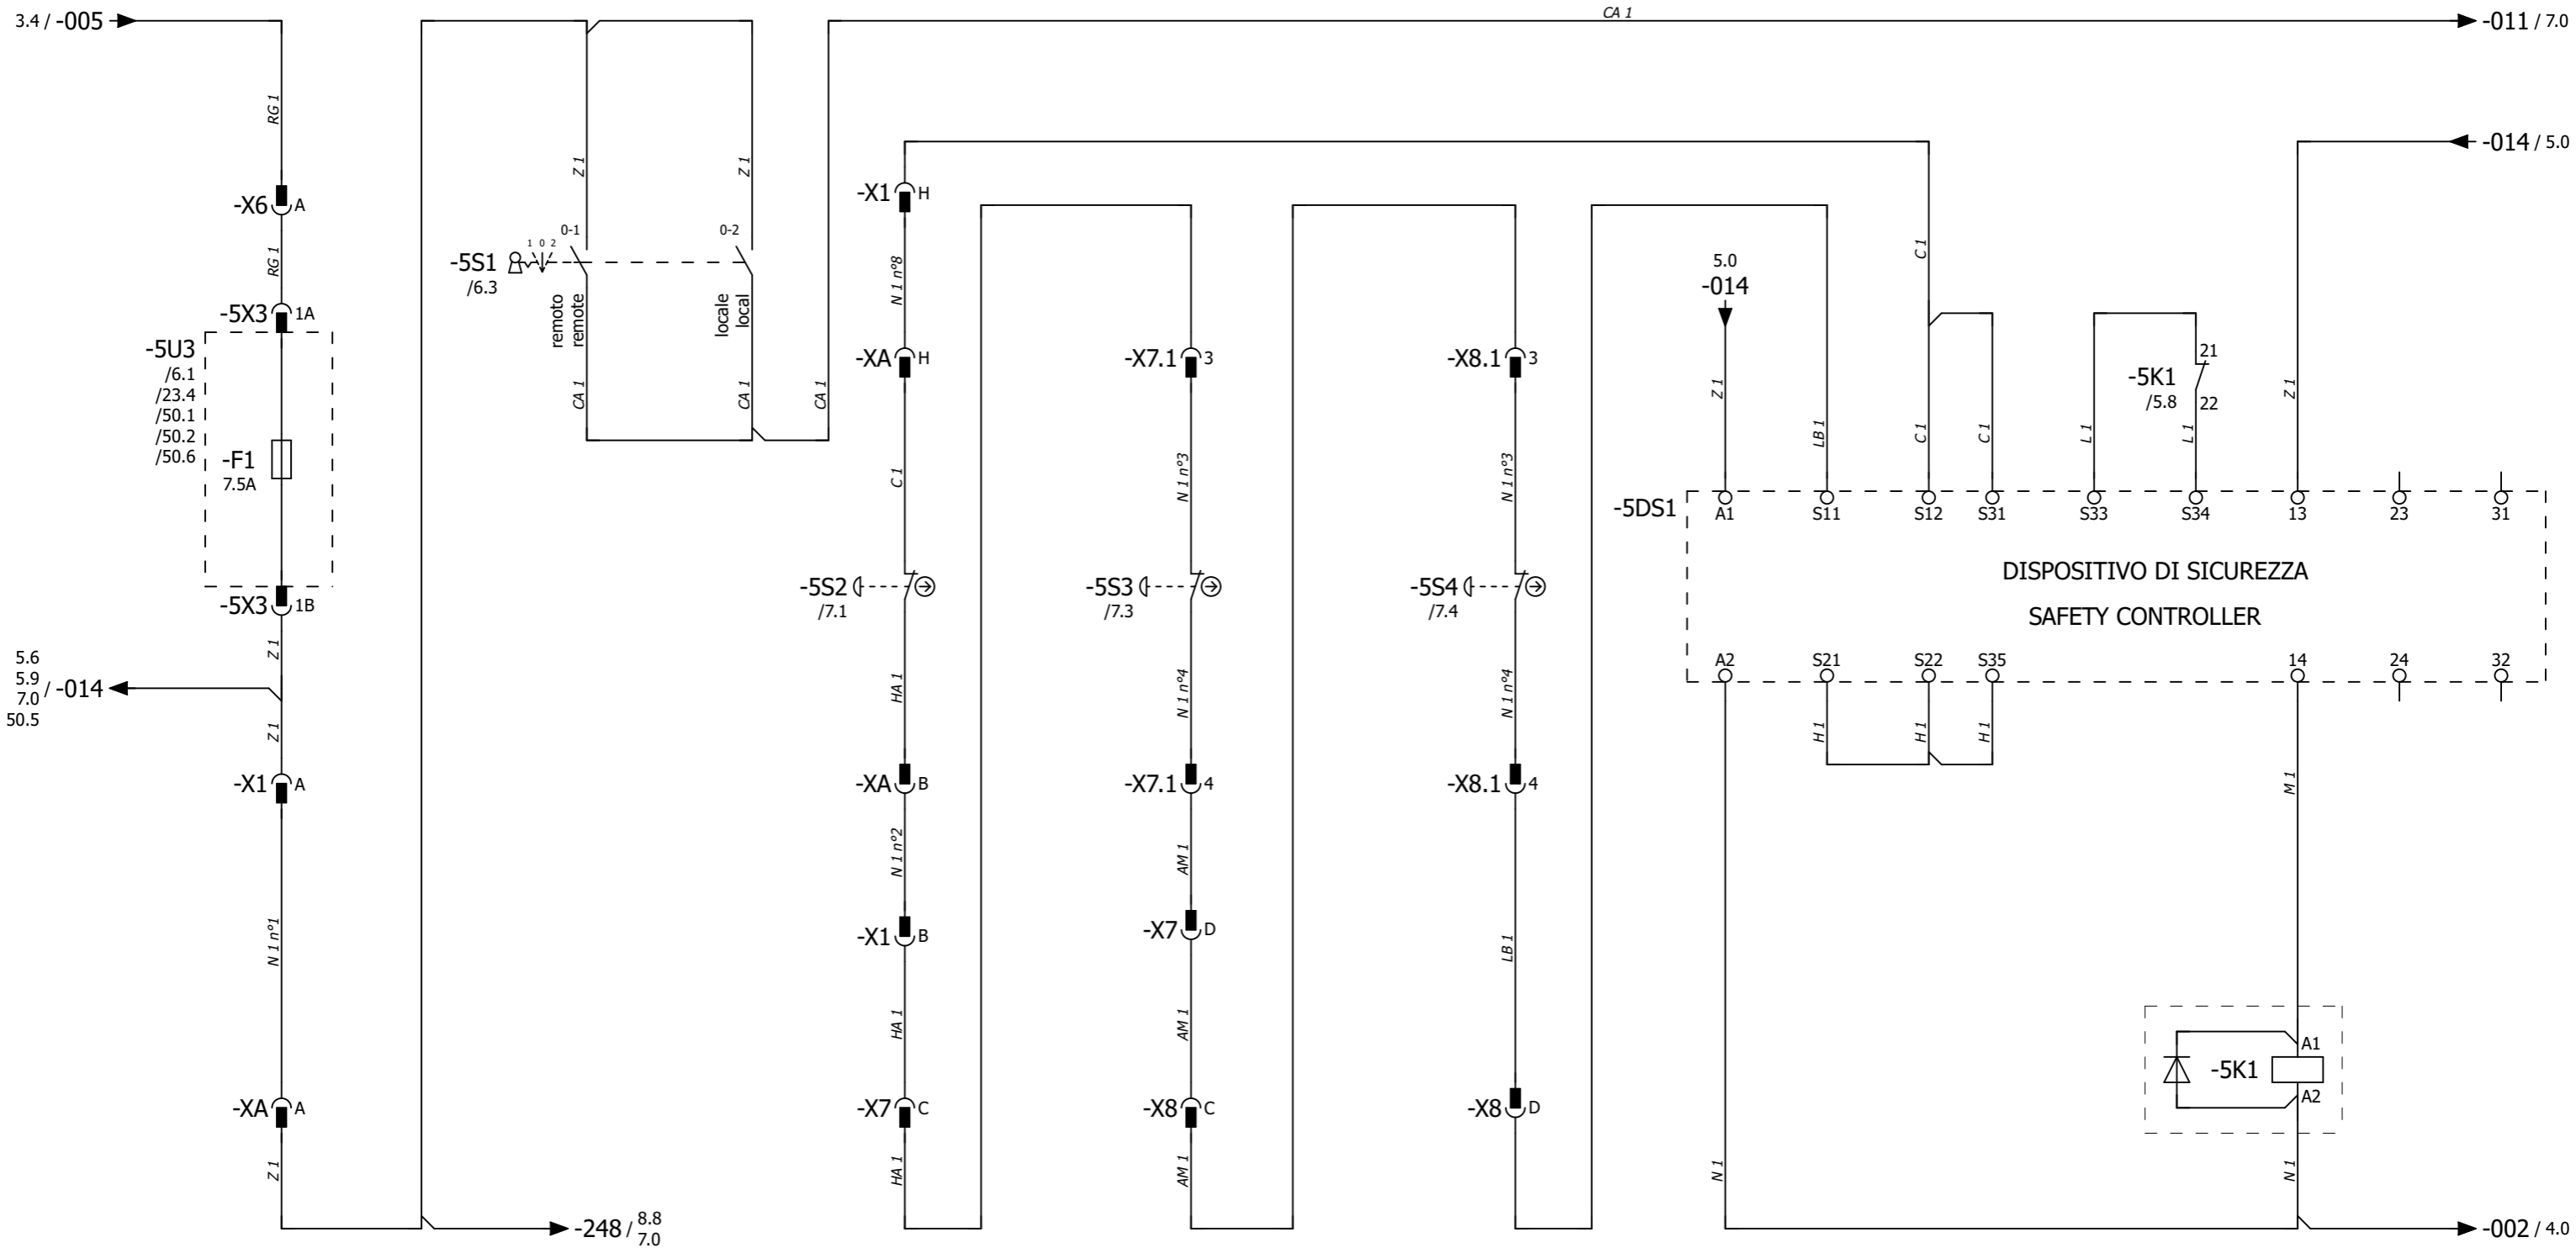 3.4 / -005
CA 1
-011 / 7.0
RG 1
Z 1
Z 1
-014 / 5.0
-X6 A
-X1 H
RG 1
0-1
0-2
1 0 2
-5S1
/6.3
N 1 n°8
C 1
5.0
-014
-5X3 1A
remoto
remote
locale
local
-5U3
/6.1
/23.4
/50.1
/50.2
/50.6
-XA H
-X7.1 3
-X8.1 3
21
-5K1
/5.8
22
CA 1
CA 1
CA 1
Z 1
LB 1
C 1
C 1
L 1
L 1
Z 1
-F1
7.5A
C 1
N 1 n°3
N 1 n°3
-5DS1
A1
S11
S12
S31
S33
S34
13
23
31
DISPOSITIVO DI SICUREZZA
SAFETY CONTROLLER
-5X3 1B
-5S2
/7.1
-5S3
/7.3
-5S4
/7.4
Z 1
5.6
5.9
7.0
50.5
/ -014
HA 1
N 1 n°4
N 1 n°4
A2
S21
S22
S35
14
24
32
Z 1
H 1
H 1
H 1
-X1 A
-XA B
-X7.1 4
-X8.1 4
M 1
N 1 n°2
AM 1
N 1 n°1
-X1 B
-X7 D
LB 1
HA 1
AM 1
A1
-5K1
A2
-XA A
-X7 C
-X8 C
-X8 D
Z 1
HA 1
AM 1
N 1
N 1
-248 / 8.8
7.0
-002 / 4.0